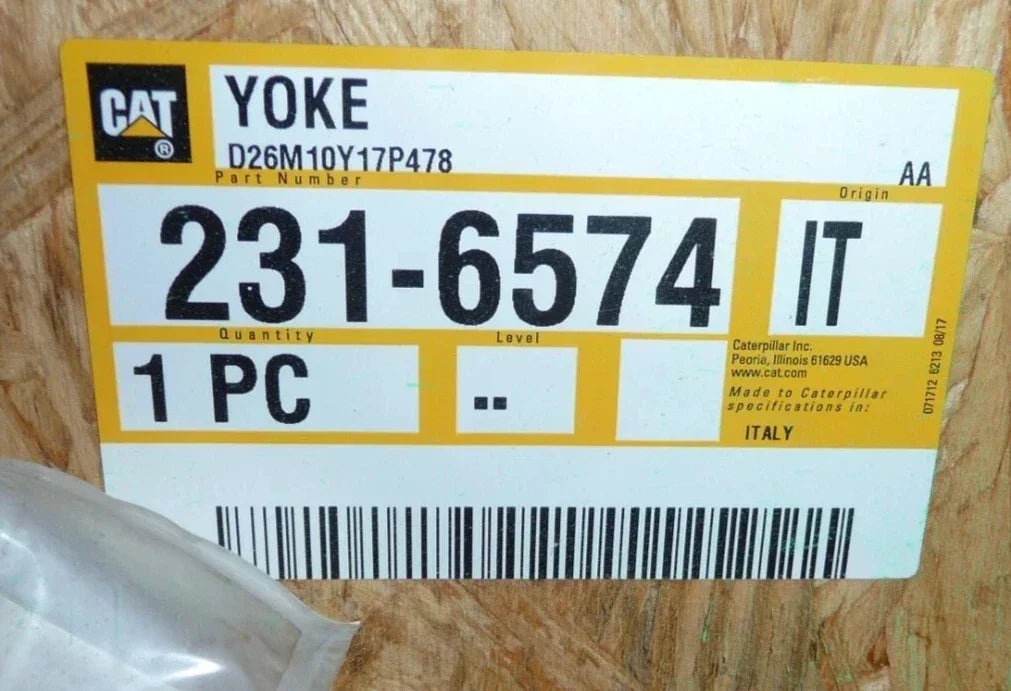 CAT
®
YOKE
D26M10Y17P478
AA
Part Number
Origin
231-6574
IT
Quantity
Level
1 PC
--
Caterpillar Inc.
Peoria, Illinois 61629 USA
www.cat.com
Made to Caterpillar
specifications in:
ITALY
071712 6213 08/17